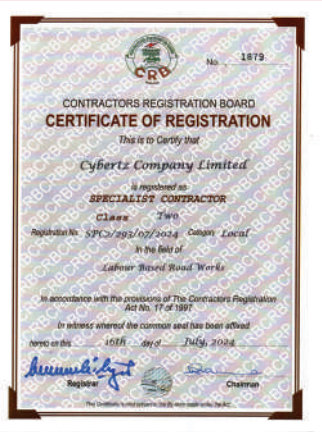 CRB
No. 1879
CONTRACTORS REGISTRATION BOARD
CERTIFICATE OF REGISTRATION
This is to Certify that
Cybertz Company Limited
is registered as
SPECIALIST CONTRACTOR
Class Two
Registration No. SPC2/293/07/2024 Category Local
In the field of
Labour Based Road Works
In accordance with the provisions of The Contractors Registration
Act No. 17 of 1997
In witness whereof the common seal has been affixed
hereto on this 16th day of July, 2024
Registrar Chairman